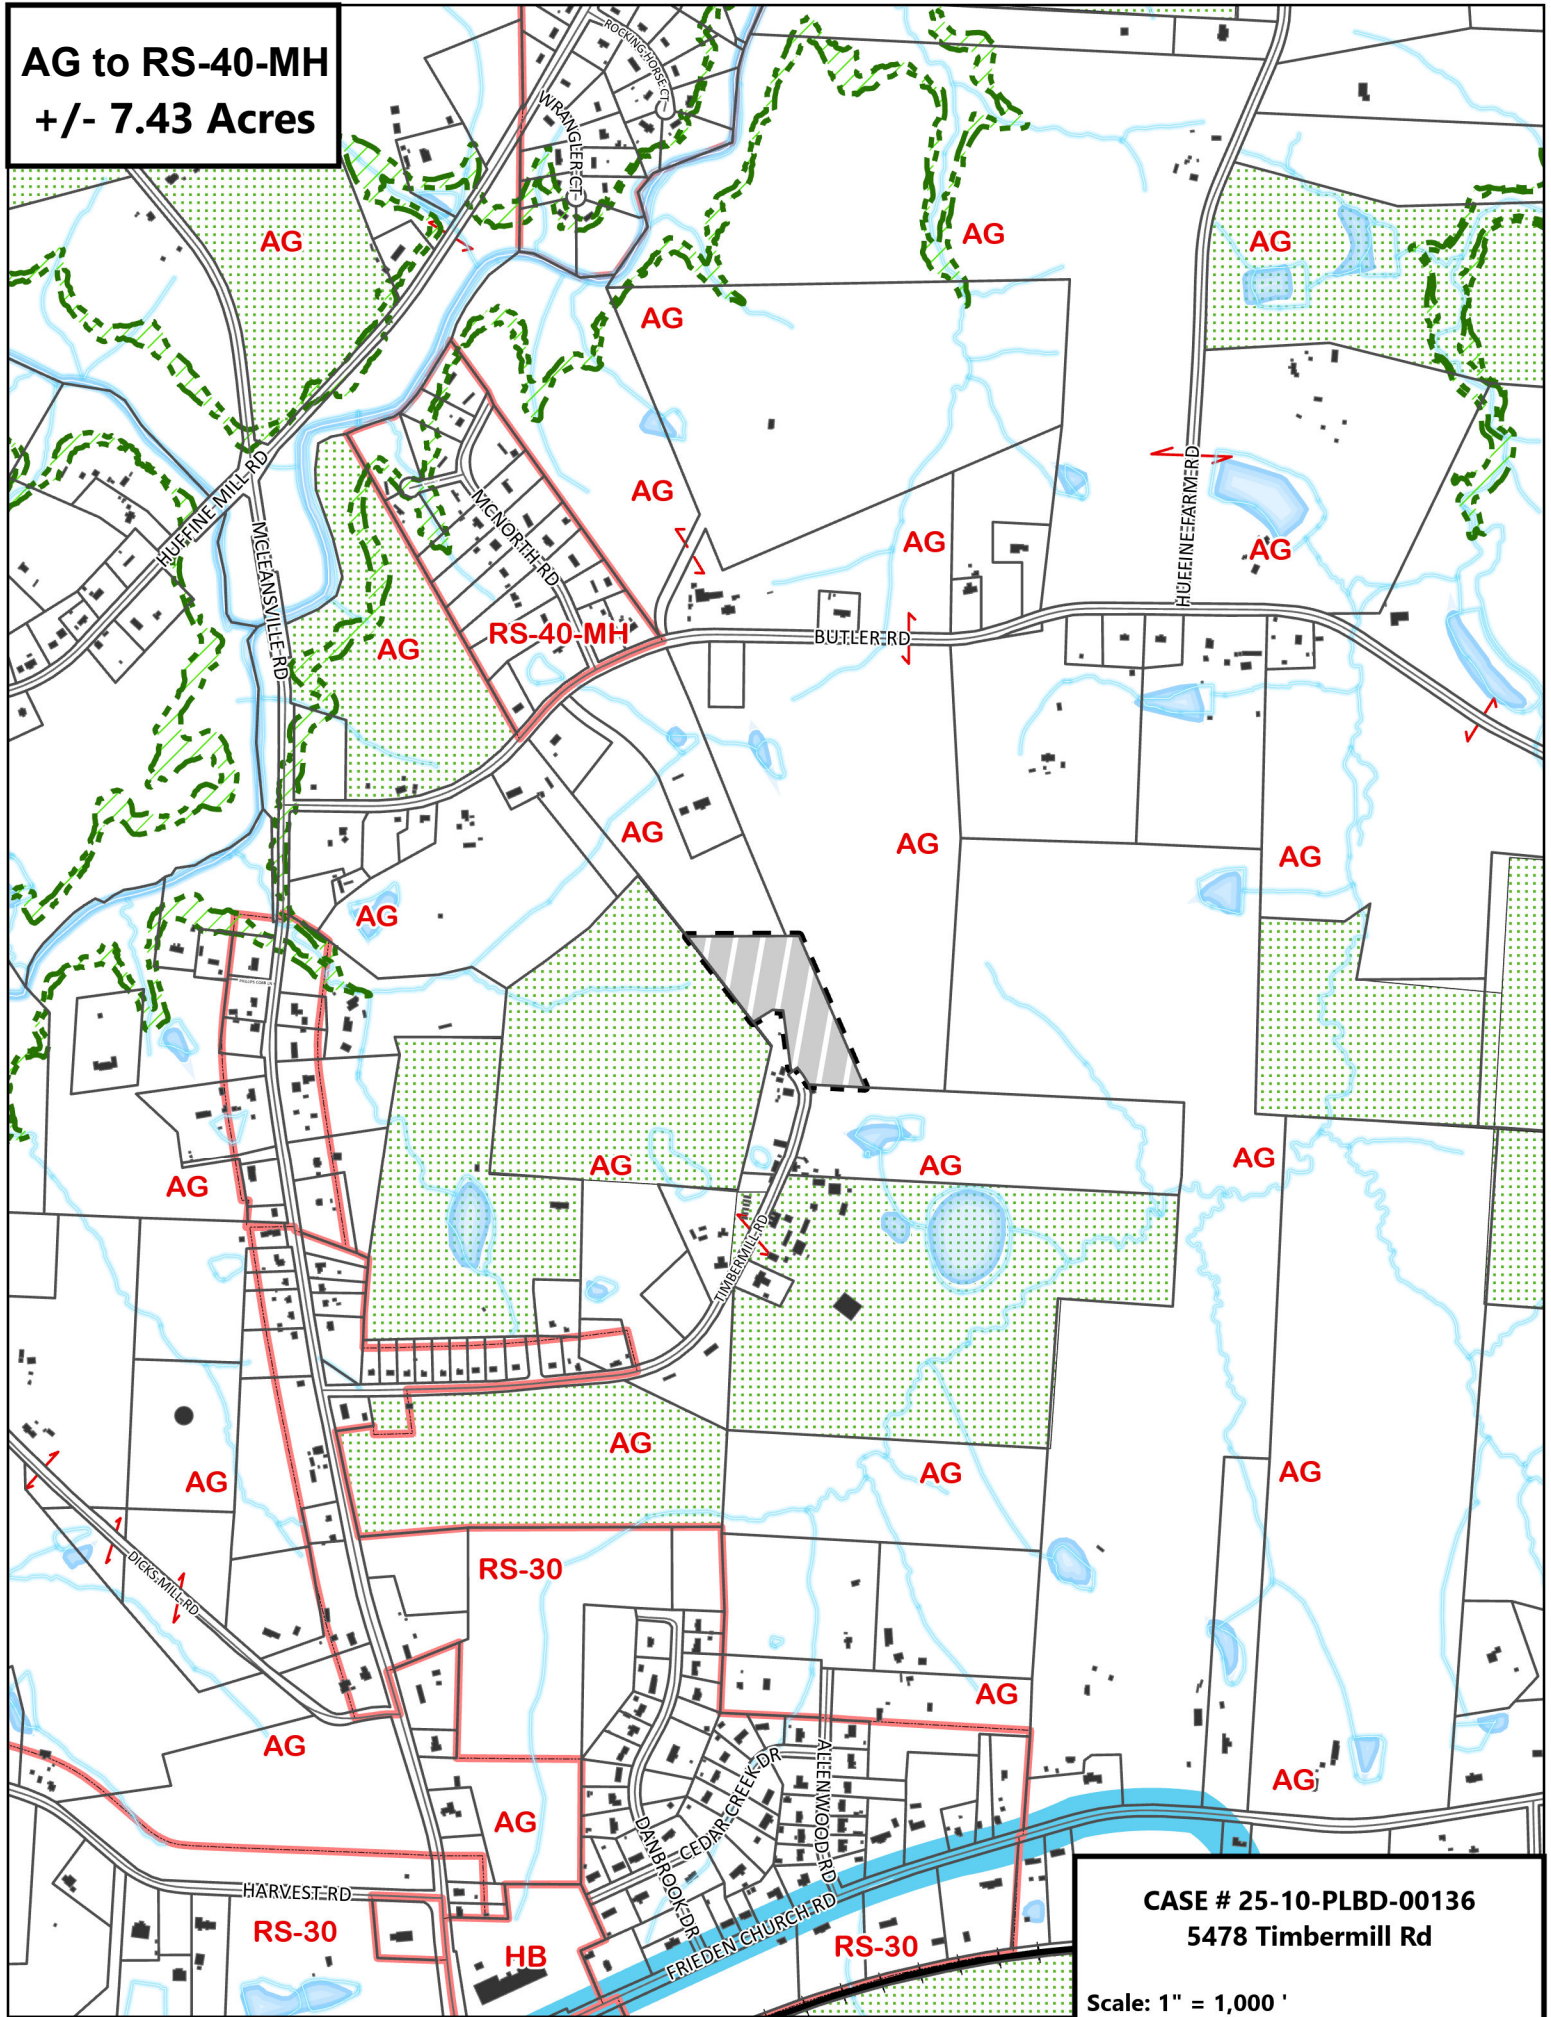 AG to RS-40-MH
+/- 7.43 Acres
ROCKING HORSE CT
WRANGLER CT
AG
AG
AG
AG
HUFFINE MILL RD
MCLEANSVILLE RD
MCNORTH RD
AG
AG
HUFFINE FARM RD
AG
RS-40-MH
AG
BUTLER RD
AG
AG
AG
AG
AG
AG
AG
AG
TIMBERMILL RD
AG
AG
AG
AG
DICKS MILL RD
RS-30
AG
AG
AG
AG
ALLENWOOD RD
CEDAR CREEK DR
DANBROOK DR
HARVEST RD
FRIEDEN CHURCH RD
RS-30
HB
RS-30
CASE # 25-10-PLBD-00136
5478 Timbermill Rd
Scale: 1" = 1,000 '